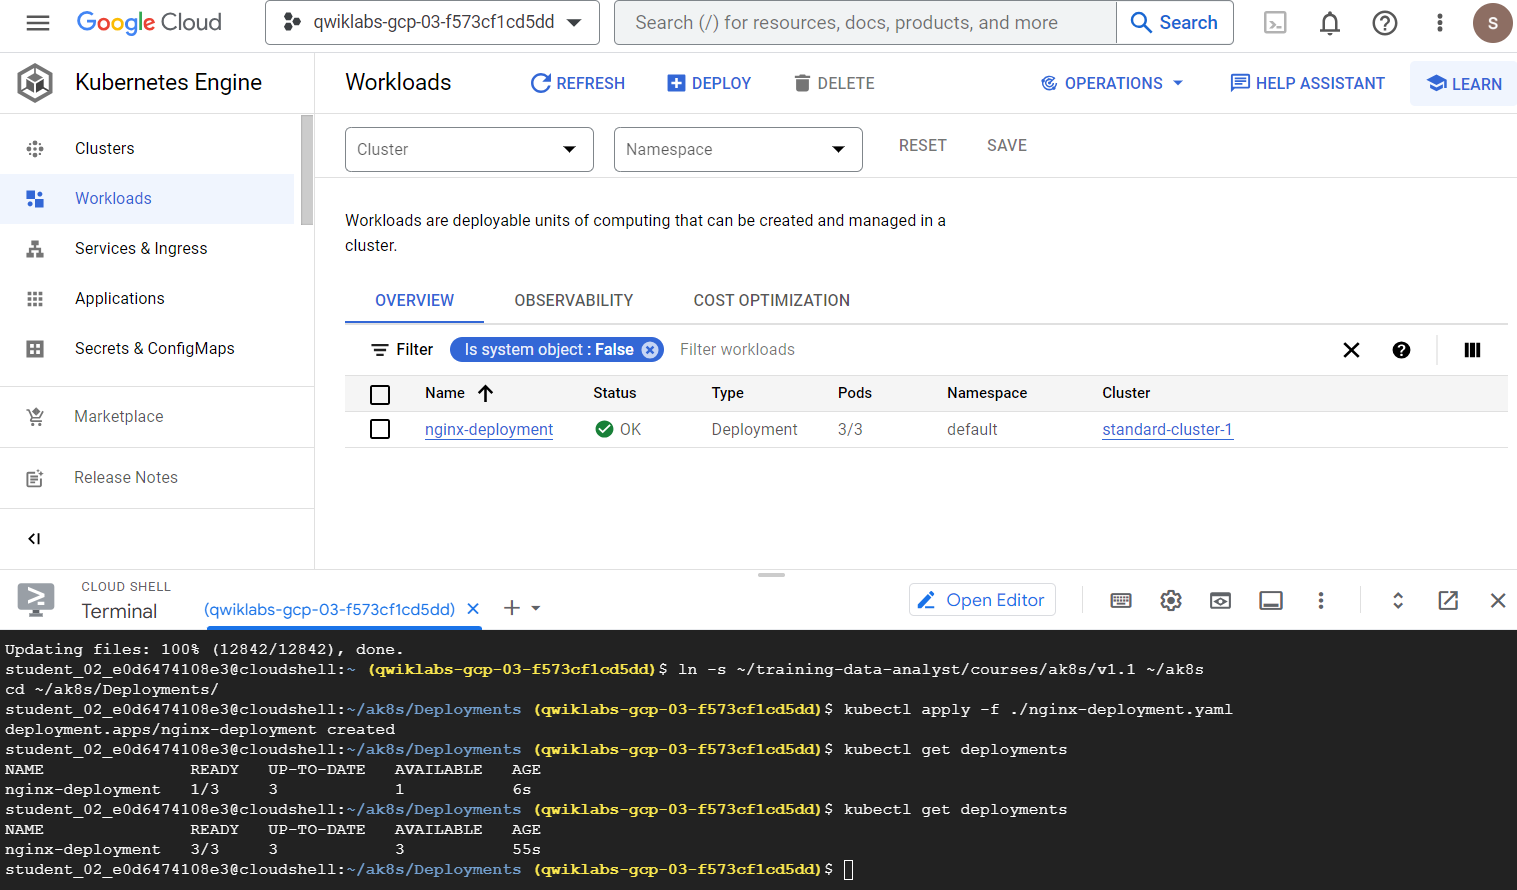 Google Cloud
qwiklabs-gcp-03-f573cf1cd5dd
Search (/) for resources, docs, products, and more
Search
S
Kubernetes Engine
Workloads
REFRESH
DEPLOY
DELETE
OPERATIONS
HELP ASSISTANT
LEARN
Clusters
Workloads
Services & Ingress
Applications
Secrets & ConfigMaps
Marketplace
Release Notes
Cluster
Namespace
RESET
SAVE
Workloads are deployable units of computing that can be created and managed in a
cluster.
OVERVIEW
OBSERVABILITY
COST OPTIMIZATION
Filter
Is system object : False
Filter workloads
Name Status Type Pods Namespace Cluster
nginx-deployment OK Deployment 3/3 default standard-cluster-1
CLOUD SHELL
Terminal
(qwiklabs-gcp-03-f573cf1cd5dd)
Open Editor
Updating files: 100% (12842/12842), done.
student_02_e0d6474108e3@cloudshell:~ (qwiklabs-gcp-03-f573cf1cd5dd)$ ln -s ~/training-data-analyst/courses/ak8s/v1.1 ~/ak8s
cd ~/ak8s/Deployments/
student_02_e0d6474108e3@cloudshell:~/ak8s/Deployments (qwiklabs-gcp-03-f573cf1cd5dd)$ kubectl apply -f ./nginx-deployment.yaml
deployment.apps/nginx-deployment created
student_02_e0d6474108e3@cloudshell:~/ak8s/Deployments (qwiklabs-gcp-03-f573cf1cd5dd)$ kubectl get deployments
NAME READY UP-TO-DATE AVAILABLE AGE
nginx-deployment 1/3 3 1 6s
student_02_e0d6474108e3@cloudshell:~/ak8s/Deployments (qwiklabs-gcp-03-f573cf1cd5dd)$ kubectl get deployments
NAME READY UP-TO-DATE AVAILABLE AGE
nginx-deployment 3/3 3 3 55s
student_02_e0d6474108e3@cloudshell:~/ak8s/Deployments (qwiklabs-gcp-03-f573cf1cd5dd)$